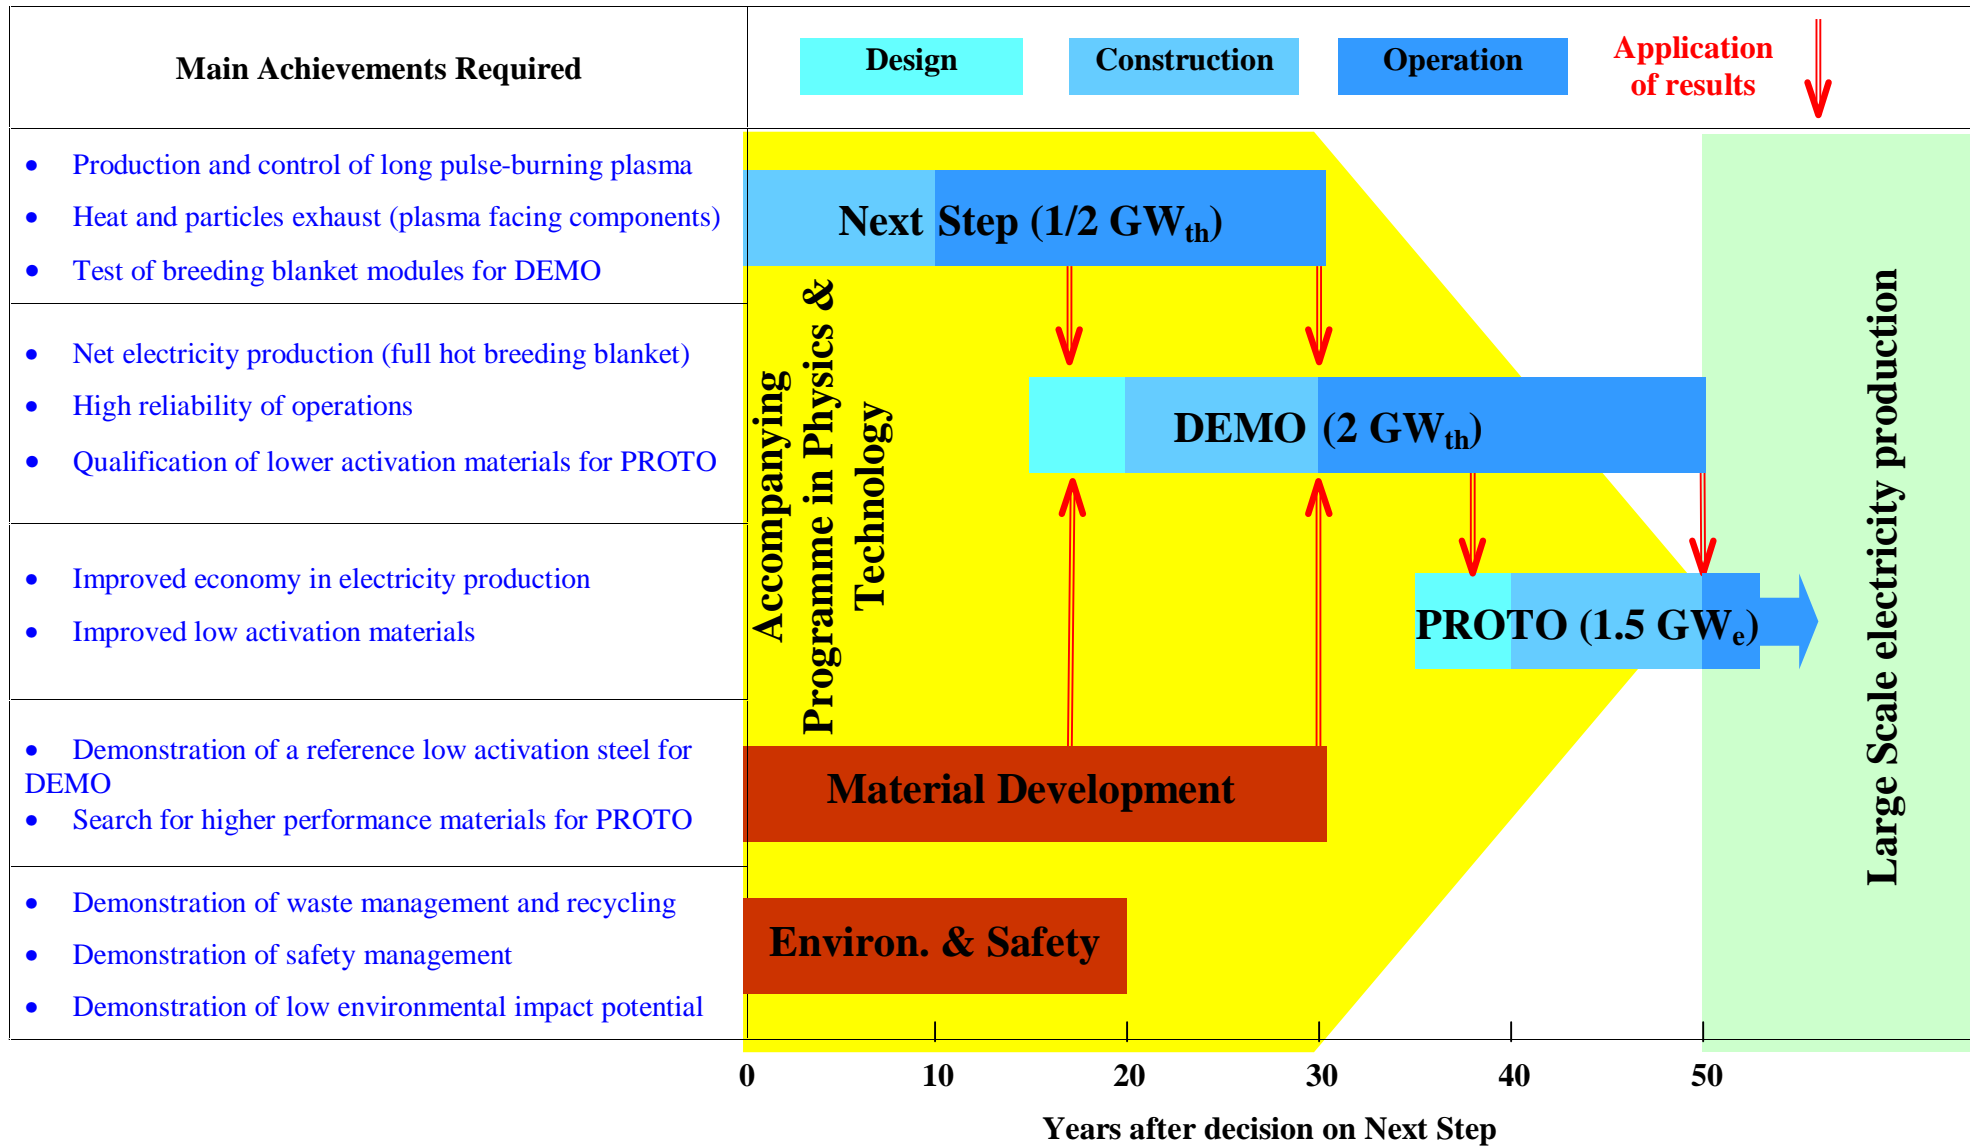 Main Achievements Required
Design
Construction
Operation
Application
of results
• Production and control of long pulse-burning plasma
• Heat and particles exhaust (plasma facing components)
• Test of breeding blanket modules for DEMO
Next Step (1/2 GWth)
• Net electricity production (full hot breeding blanket)
• High reliability of operations
• Qualification of lower activation materials for PROTO
DEMO (2 GWth)
• Improved economy in electricity production
• Improved low activation materials
PROTO (1.5 GWe)
• Demonstration of a reference low activation steel for
DEMO
• Search for higher performance materials for PROTO
Material Development
• Demonstration of waste management and recycling
• Demonstration of safety management
• Demonstration of low environmental impact potential
Environ. & Safety
Accompanying
Programme in Physics &
Technology
Large Scale electricity production
0 10 20 30 40 50
Years after decision on Next Step